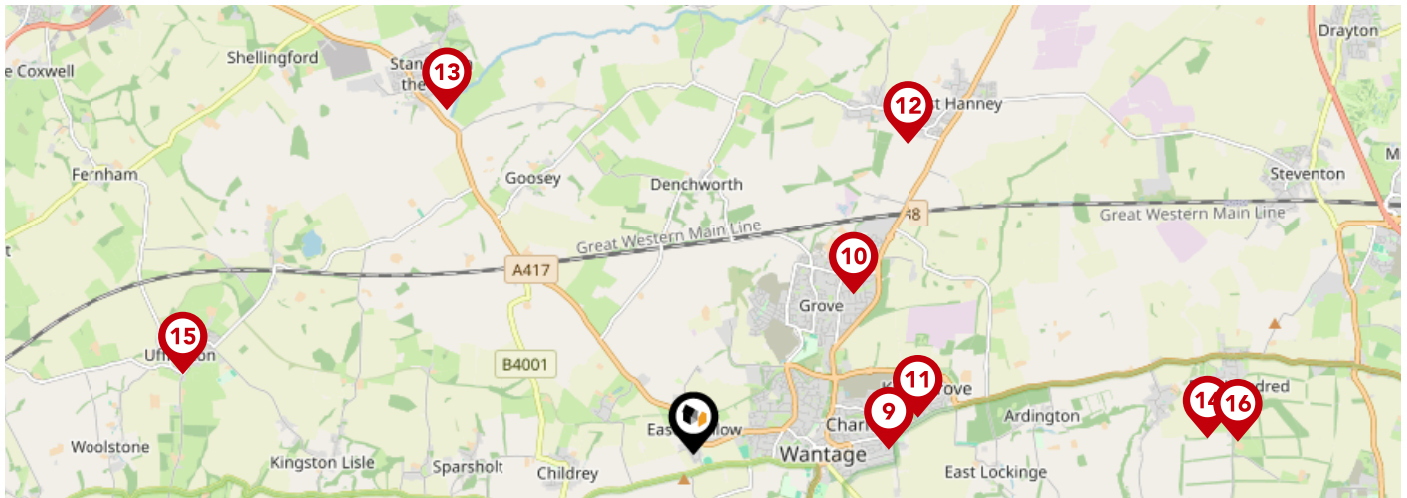 Drayton
Shellingford
Stan
the
13
e Coxwell
12
st Hanney
Fernham
Goosey
Denchworth
Steventon
M
Great Western Main Line
Great Western Main Line
t
A417
10
Grove
15
Uff
on
B4001
11
K
ove
9
14
16
dred
Ardington
East
low
Char
Woolstone
Kingston Lisle
Sparsholt
Childrey
Wantage
East Lockinge